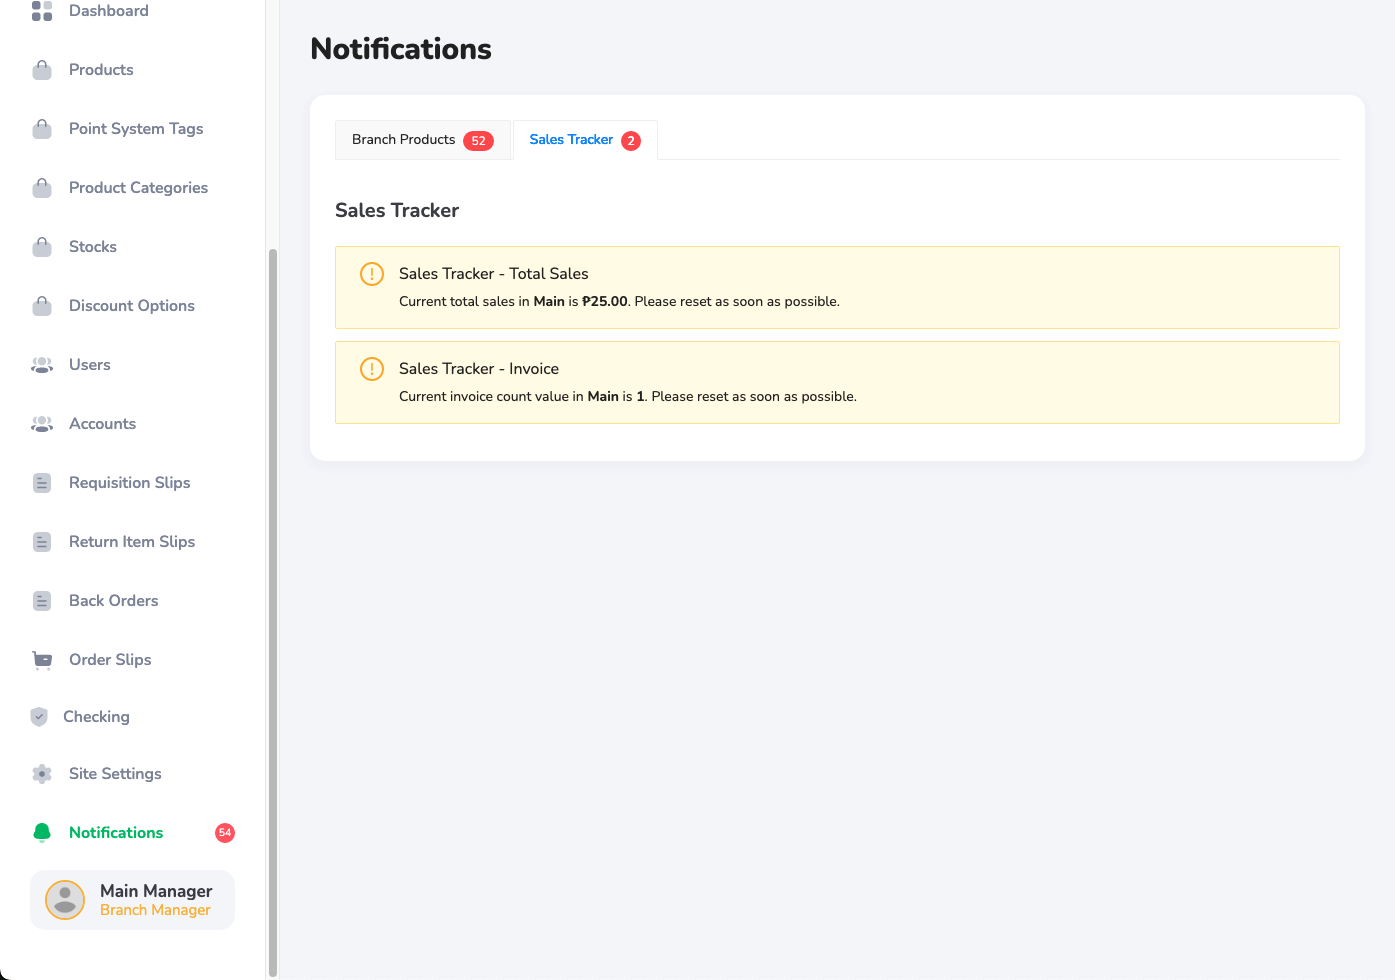 Dashboard
Products
Point System Tags
Product Categories
Stocks
Discount Options
Users
Accounts
Requisition Slips
Return Item Slips
Back Orders
Order Slips
Checking
Site Settings
Notifications 54
Main Manager
Branch Manager
Notifications
Branch Products 52 Sales Tracker 2
Sales Tracker
Sales Tracker - Total Sales
Current total sales in Main is ₱25.00. Please reset as soon as possible.
Sales Tracker - Invoice
Current invoice count value in Main is 1. Please reset as soon as possible.